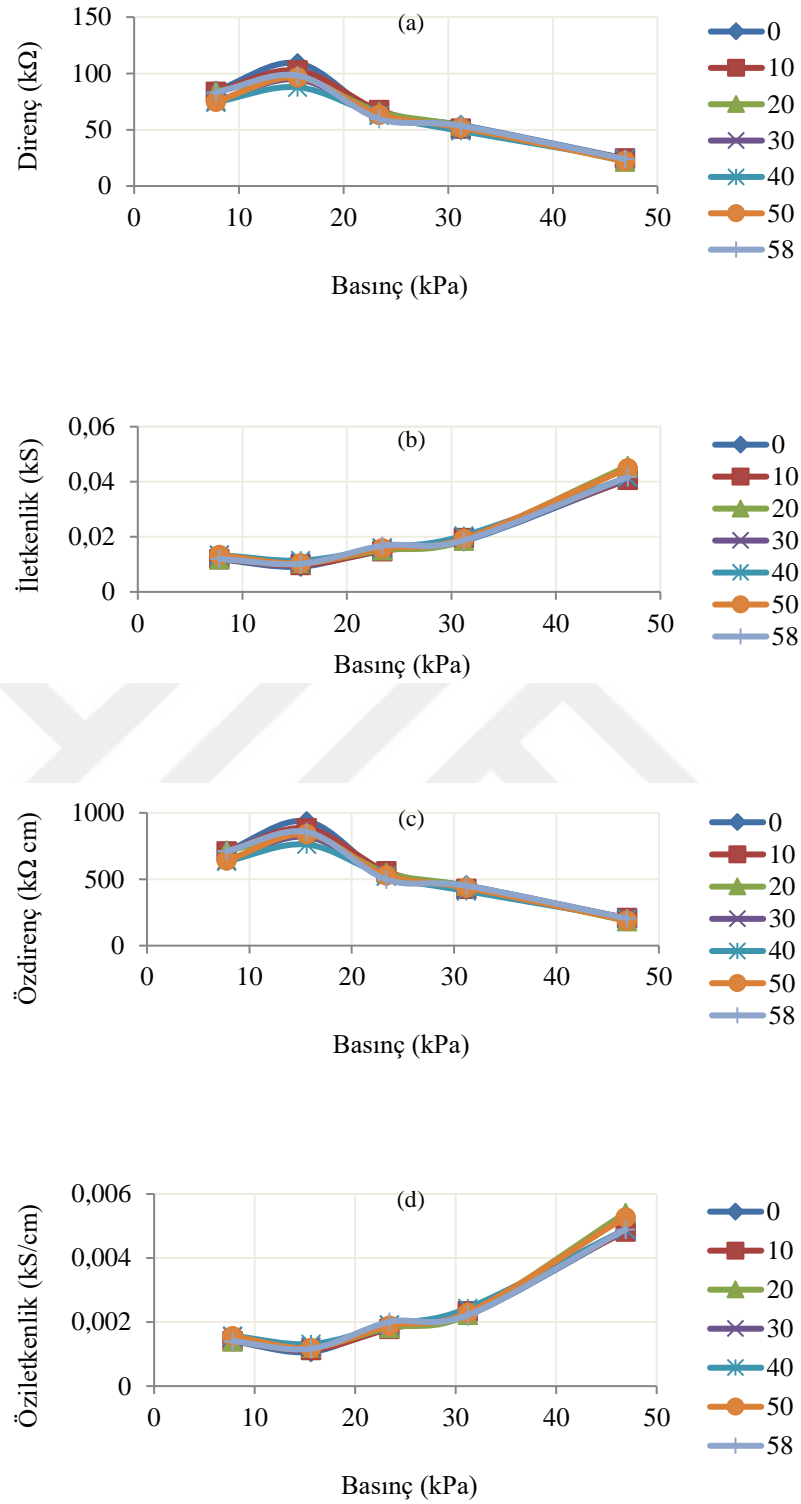 (a)
Direnç (kΩ)
150
100
50
0
0 10 20 30 40 50
Basınç (kPa)
0
10
20
30
40
50
58
(b)
İletkenlik (kS)
0,06
0,04
0,02
0
0 10 20 30 40 50
Basınç (kPa)
0
10
20
30
40
50
58
(c)
Özdirenç (kΩ cm)
1000
500
0
0 10 20 30 40 50
Basınç (kPa)
0
10
20
30
40
50
58
(d)
Öziletkenlik (kS/cm)
0,006
0,004
0,002
0
0 10 20 30 40 50
Basınç (kPa)
0
10
20
30
40
50
58